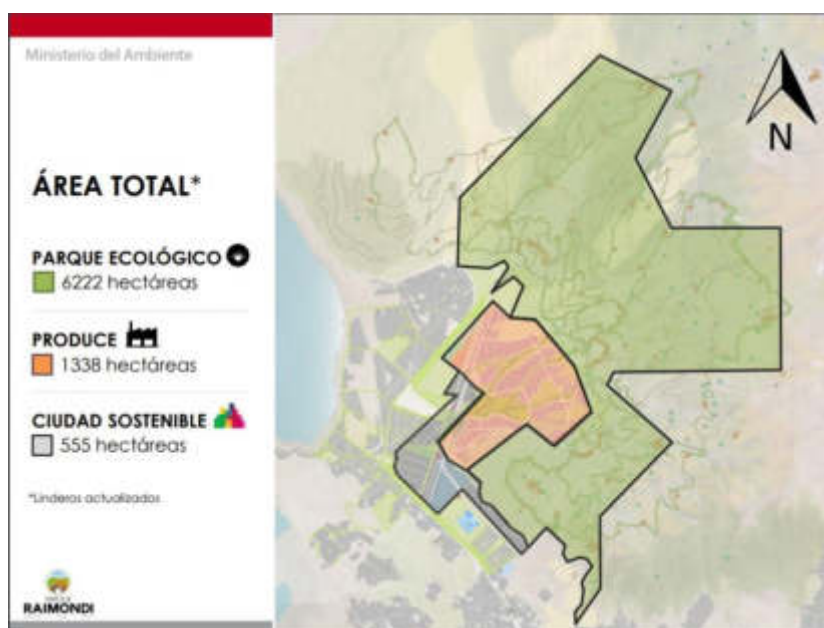 Ministerio del Ambiente
ÁREA TOTAL*
PARQUE ECOLÓGICO
6222 hectáreas
PRODUCE
1338 hectáreas
CIUDAD SOSTENIBLE
555 hectáreas
*Linderos actualizados
RAIMONDI
N